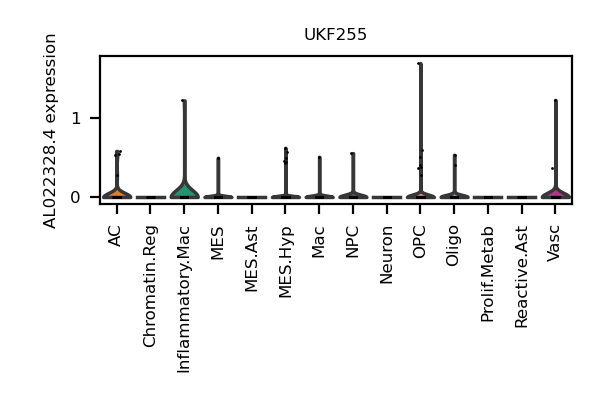 UKF255
AL022328.4 expression
1
0
AC
Chromatin.Reg
Inflammatory.Mac
MES
MES.Ast
MES.Hyp
Mac
NPC
Neuron
OPC
Oligo
Prolif.Metab
Reactive.Ast
Vasc